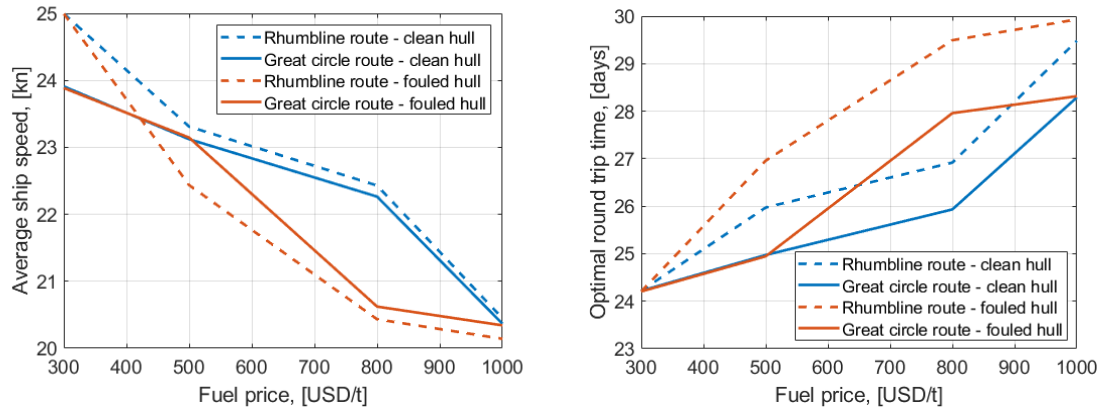 25
24
23
22
21
20
Average ship speed, [kn]
Rhumbline route - clean hull
Great circle route - clean hull
Rhumbline route - fouled hull
Great circle route - fouled hull
300 400 500 600 700 800 900 1000
Fuel price, [USD/t]
30
29
28
27
26
25
24
23
Optimal round trip time, [days]
Rhumbline route - clean hull
Great circle route - clean hull
Rhumbline route - fouled hull
Great circle route - fouled hull
300 400 500 600 700 800 900 1000
Fuel price, [USD/t]